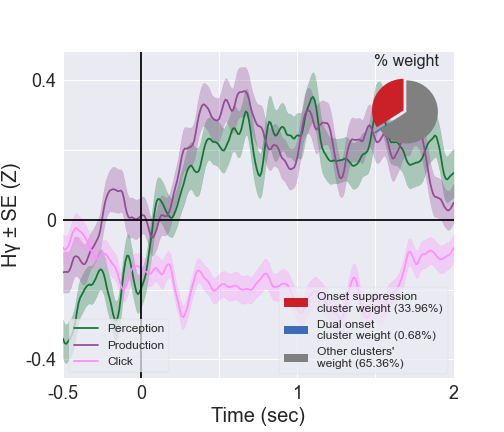 % weight
0.4
0
-0.4
Hγ ± SE (Z)
Perception
Production
Click
Onset suppression
cluster weight (33.96%)
Dual onset
cluster weight (0.68%)
Other clusters'
weight (65.36%)
-0.5
0
1
2
Time (sec)